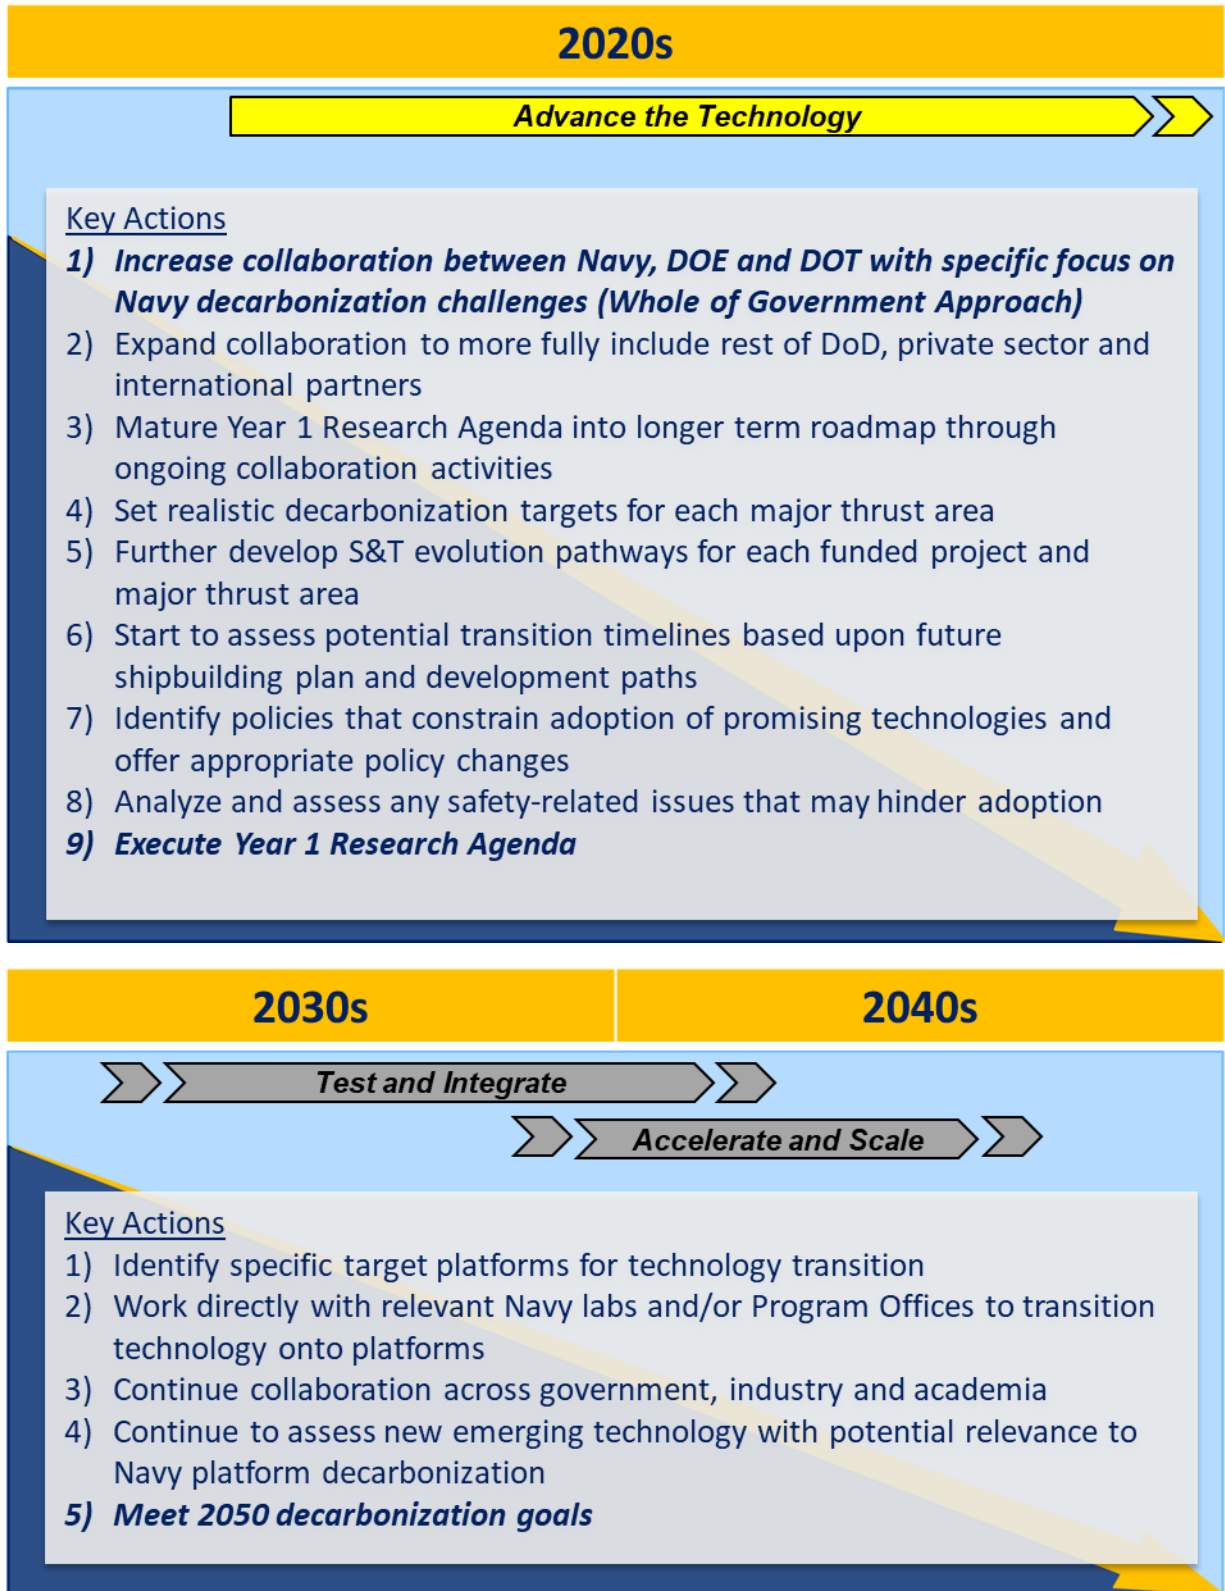 2020s
Advance the Technology
Key Actions
1) Increase collaboration between Navy, DOE and DOT with specific focus on
Navy decarbonization challenges (Whole of Government Approach)
2) Expand collaboration to more fully include rest of DoD, private sector and
international partners
3) Mature Year 1 Research Agenda into longer term roadmap through
ongoing collaboration activities
4) Set realistic decarbonization targets for each major thrust area
5) Further develop S&T evolution pathways for each funded project and
major thrust area
6) Start to assess potential transition timelines based upon future
shipbuilding plan and development paths
7) Identify policies that constrain adoption of promising technologies and
offer appropriate policy changes
8) Analyze and assess any safety-related issues that may hinder adoption
9) Execute Year 1 Research Agenda
2030s 2040s
Test and Integrate
Accelerate and Scale
Key Actions
1) Identify specific target platforms for technology transition
2) Work directly with relevant Navy labs and/or Program Offices to transition
technology onto platforms
3) Continue collaboration across government, industry and academia
4) Continue to assess new emerging technology with potential relevance to
Navy platform decarbonization
5) Meet 2050 decarbonization goals